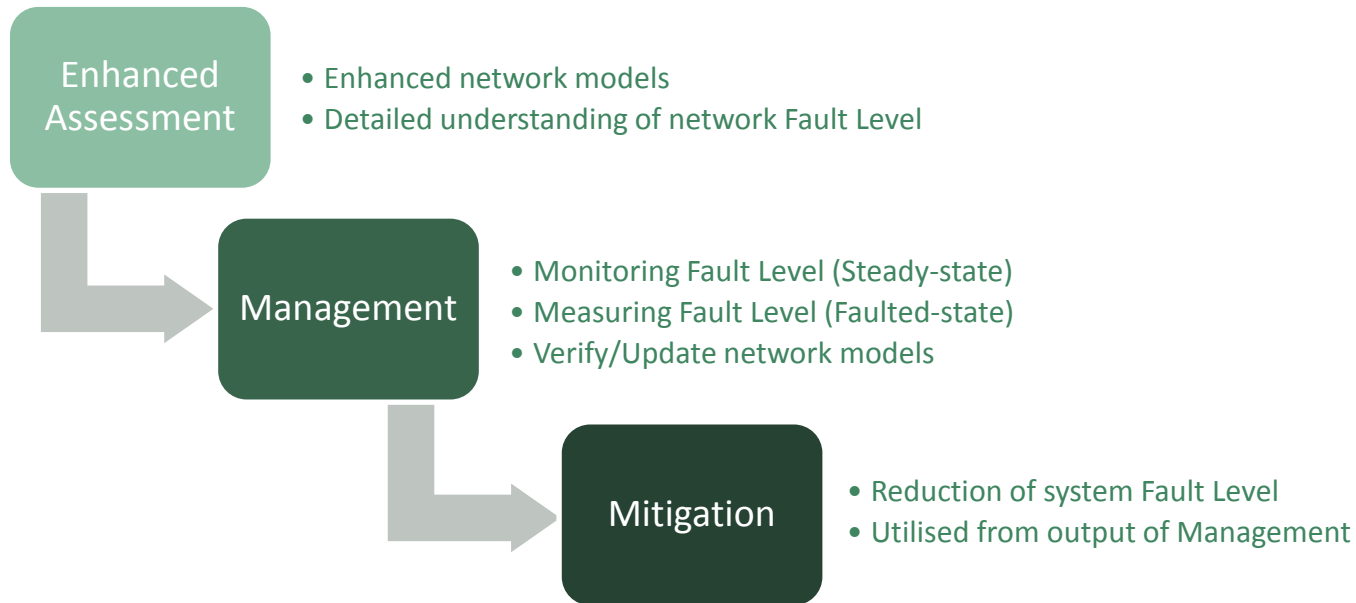 Enhanced
Assessment
• Enhanced network models
• Detailed understanding of network Fault Level
Management
• Monitoring Fault Level (Steady-state)
• Measuring Fault Level (Faulted-state)
• Verify/Update network models
Mitigation
• Reduction of system Fault Level
• Utilised from output of Management